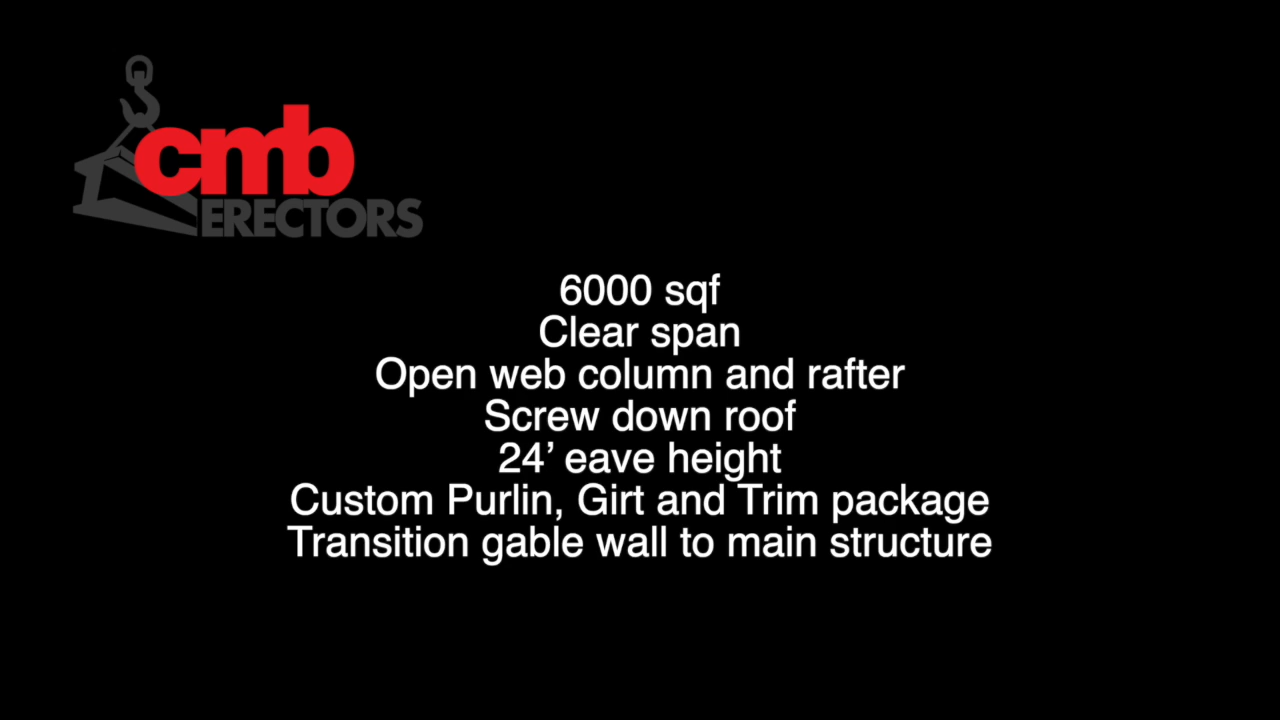 cmb
ERECTORS
6000 sqf
Clear span
Open web column and rafter
Screw down roof
24’ eave height
Custom Purlin, Girt and Trim package
Transition gable wall to main structure